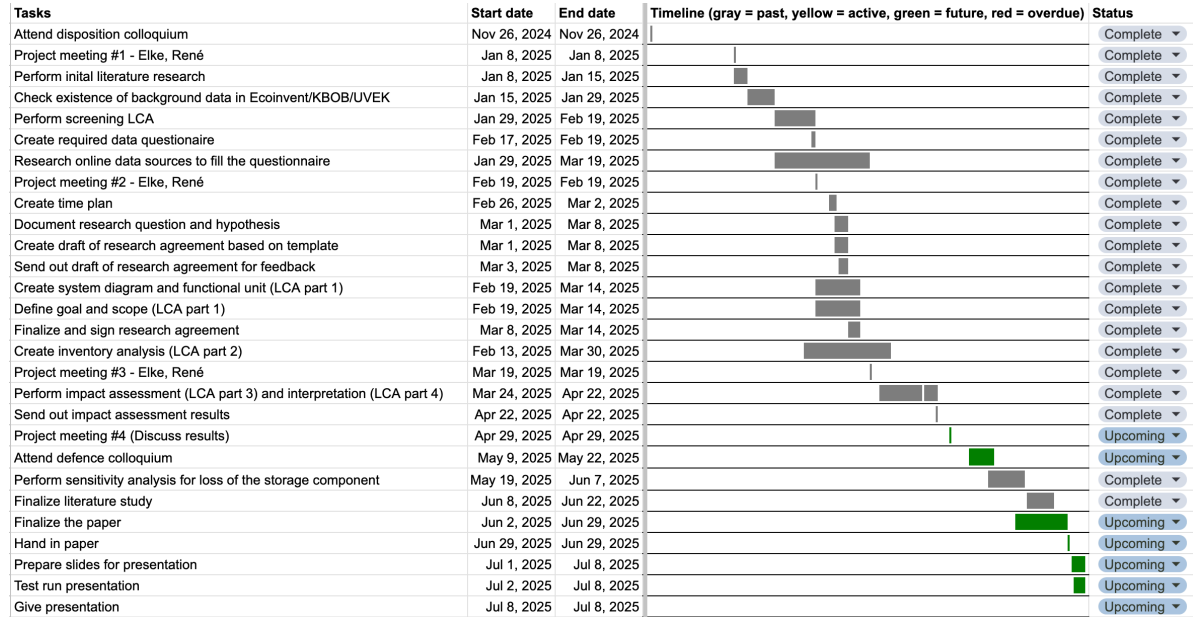 Tasks Start date End date Timeline (gray = past, yellow = active, green = future, red = overdue) Status
Attend disposition colloquium Nov 26, 2024 Nov 26, 2024 Complete
Project meeting #1 - Elke, René Jan 8, 2025 Jan 8, 2025 Complete
Perform inital literature research Jan 8, 2025 Jan 15, 2025 Complete
Check existence of background data in Ecoinvent/KBOB/UVEK Jan 15, 2025 Jan 29, 2025 Complete
Perform screening LCA Jan 29, 2025 Feb 19, 2025 Complete
Create required data questionaire Feb 17, 2025 Feb 19, 2025 Complete
Research online data sources to fill the questionnaire Jan 29, 2025 Mar 19, 2025 Complete
Project meeting #2 - Elke, René Feb 19, 2025 Feb 19, 2025 Complete
Create time plan Feb 26, 2025 Mar 2, 2025 Complete
Document research question and hypothesis Mar 1, 2025 Mar 8, 2025 Complete
Create draft of research agreement based on template Mar 1, 2025 Mar 8, 2025 Complete
Send out draft of research agreement for feedback Mar 3, 2025 Mar 8, 2025 Complete
Create system diagram and functional unit (LCA part 1) Feb 19, 2025 Mar 14, 2025 Complete
Define goal and scope (LCA part 1) Feb 19, 2025 Mar 14, 2025 Complete
Finalize and sign research agreement Mar 8, 2025 Mar 14, 2025 Complete
Create inventory analysis (LCA part 2) Feb 13, 2025 Mar 30, 2025 Complete
Project meeting #3 - Elke, René Mar 19, 2025 Mar 19, 2025 Complete
Perform impact assessment (LCA part 3) and interpretation (LCA part 4) Mar 24, 2025 Apr 22, 2025 Complete
Send out impact assessment results Apr 22, 2025 Apr 22, 2025 Complete
Project meeting #4 (Discuss results) Apr 29, 2025 Apr 29, 2025 Upcoming
Attend defence colloquium May 9, 2025 May 22, 2025 Upcoming
Perform sensitivity analysis for loss of the storage component May 19, 2025 Jun 7, 2025 Complete
Finalize literature study Jun 8, 2025 Jun 22, 2025 Complete
Finalize the paper Jun 2, 2025 Jun 29, 2025 Upcoming
Hand in paper Jun 29, 2025 Jun 29, 2025 Upcoming
Prepare slides for presentation Jul 1, 2025 Jul 8, 2025 Upcoming
Test run presentation Jul 2, 2025 Jul 8, 2025 Upcoming
Give presentation Jul 8, 2025 Jul 8, 2025 Upcoming